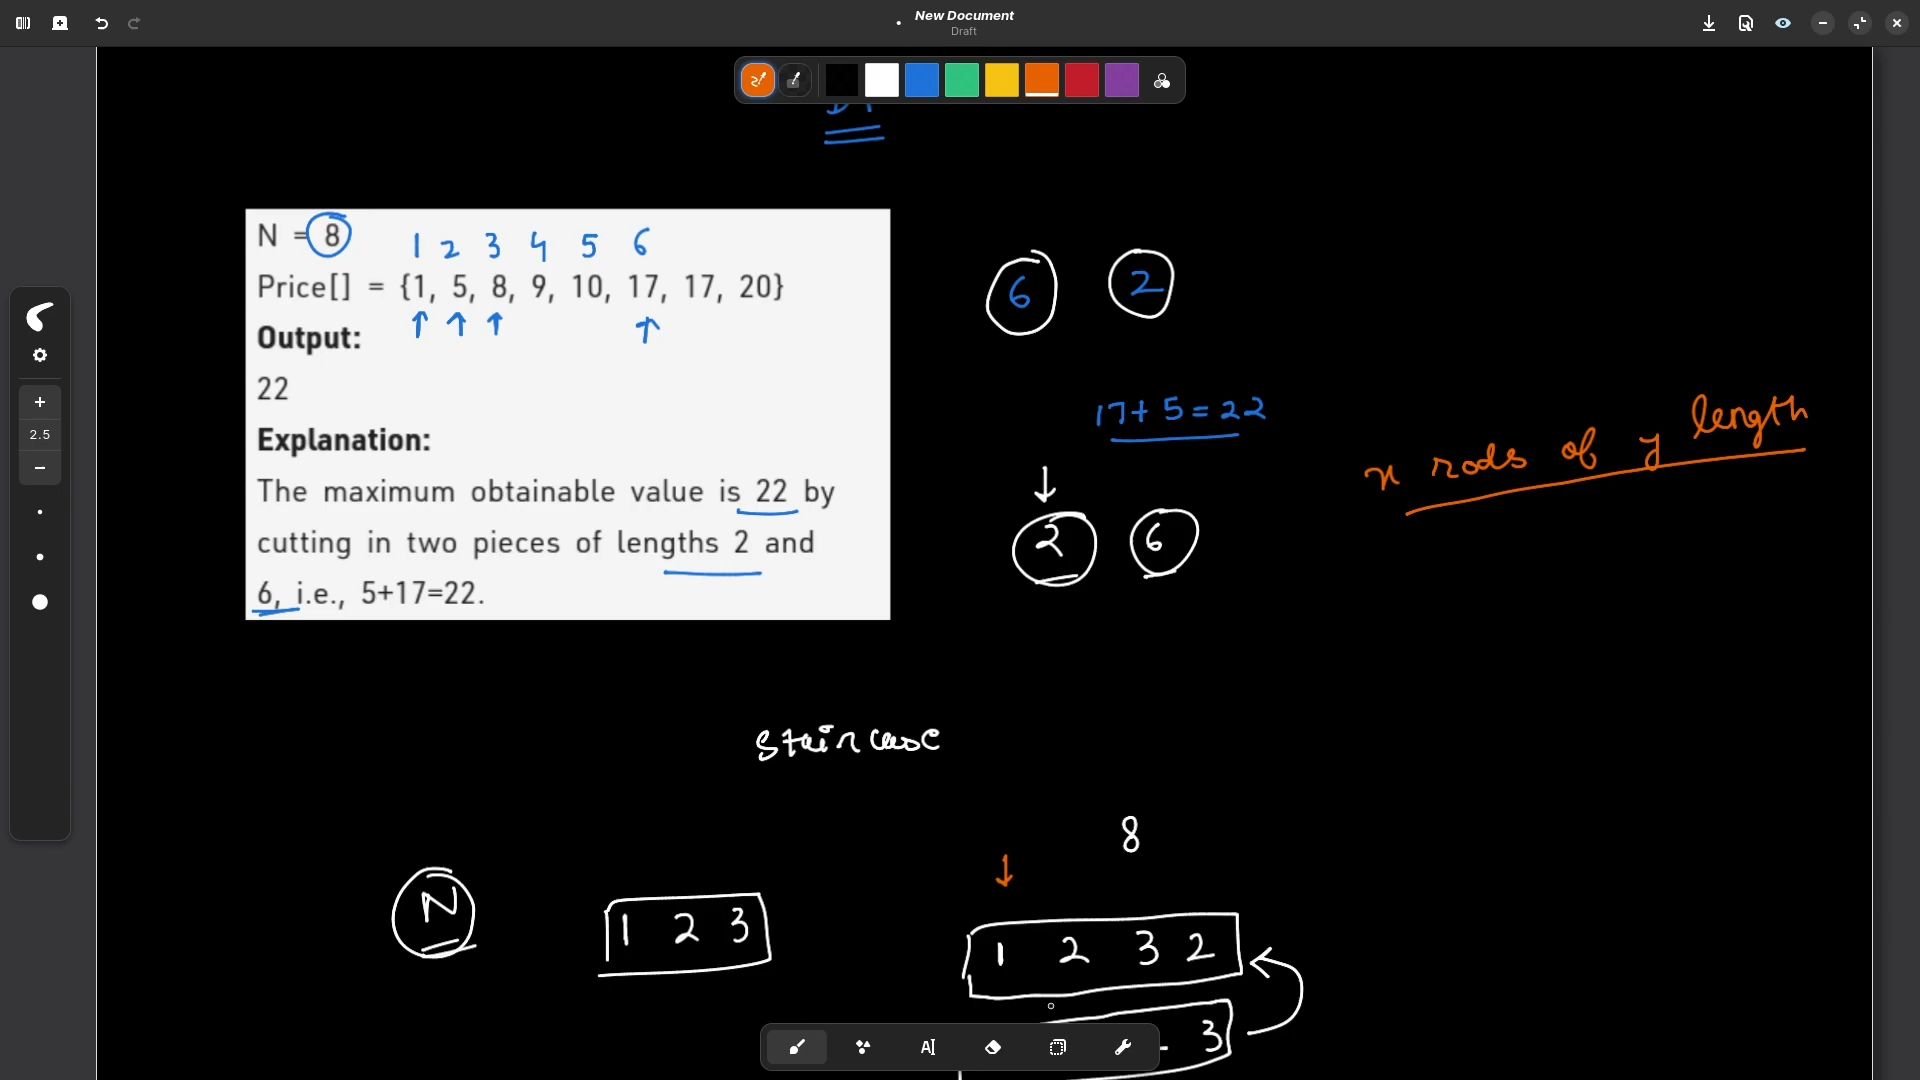 New Document
Draft
N = 8
1 2 3 4 5 6
Price[] = {1, 5, 8, 9, 10, 17, 17, 20}
Output:
22
Explanation:
The maximum obtainable value is 22 by
cutting in two pieces of lengths 2 and
6, i.e., 5+17=22.
6 2
17+ 5 = 22
2 6
x rods of y length
2.5
staircase
8
N
1 2 3
1 2 3 2
3